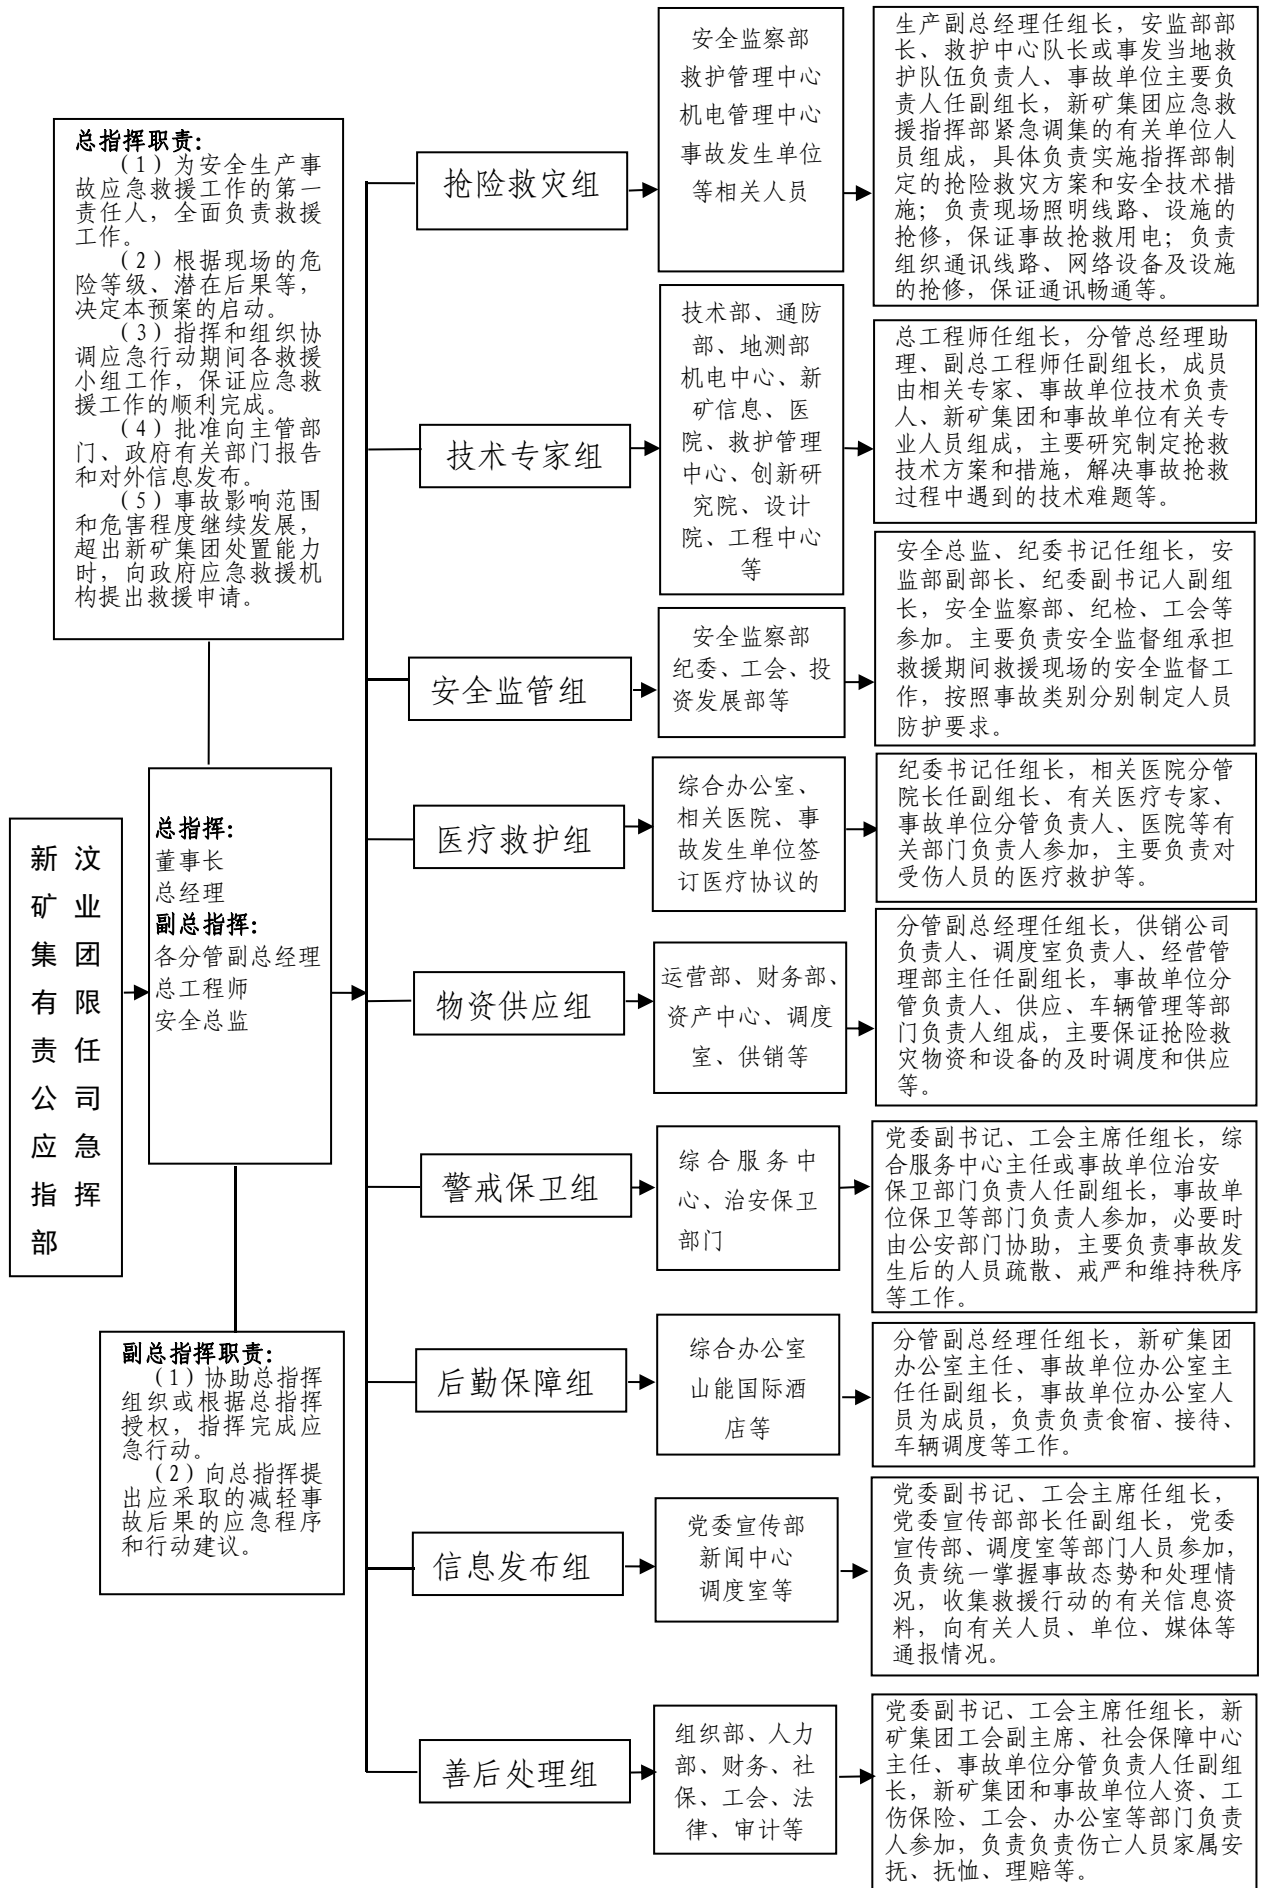 总指挥职责:
（1）为安全生产事
故应急救援工作的第一
责任人，全面负责救援
工作。
（2）根据现场的危
险等级、潜在后果等，
决定本预案的启动。
（3）指挥和组织协
调应急行动期间各救援
小组工作，保证应急救
援工作的顺利完成。
（4）批准向主管部
门、政府有关部门报告
和对外信息发布。
（5）事故影响范围
和危害程度继续发展，
超出新矿集团处置能力
时，向政府应急救援机
构提出救援申请。
新汶
矿业
集团
有限
责任
公司
应急
指挥
部
总指挥:
董事长
总经理
副总指挥:
各分管副总经理
总工程师
安全总监
副总指挥职责:
（1）协助总指挥
组织或根据总指挥
授权，指挥完成应
急行动。
（2）向总指挥提
出应采取的减轻事
故后果的应急程序
和行动建议。
抢险救灾组
安全监察部
救护管理中心
机电管理中心
事故发生单位
等相关人员
生产副总经理任组长，安监部部
长、救护中心队长或事发当地救
护队伍负责人、事故单位主要负
责人任副组长，新矿集团应急救
援指挥部紧急调集的有关单位人
员组成，具体负责实施指挥部制
定的抢险救灾方案和安全技术措
施；负责现场照明线路、设施的
抢修，保证事故抢救用电；负责
组织通讯线路、网络设备及设施
的抢修，保证通讯畅通等。
技术专家组
技术部、通防
部、地测部
机电中心、新
矿信息、医
院、救护管理
中心、创新研
究院、设计
院、工程中心
等
总工程师任组长，分管总经理助
理、副总工程师任副组长，成员
由相关专家、事故单位技术负责
人、新矿集团和事故单位有关专
业人员组成，主要研究制定抢救
技术方案和措施，解决事故抢救
过程中遇到的技术难题等。
安全监管组
安全监察部
纪委、工会、投
资发展部等
安全总监、纪委书记任组长，安
监部副部长、纪委副书记人副组
长，安全监察部、纪检、工会等
参加。主要负责安全监督组承担
救援期间救援现场的安全监督工
作，按照事故类别分别制定人员
防护要求。
医疗救护组
综合办公室、
相关医院、事
故发生单位签
订医疗协议的
纪委书记任组长，相关医院分管
院长任副组长、有关医疗专家、
事故单位分管负责人、医院等有
关部门负责人参加，主要负责对
受伤人员的医疗救护等。
物资供应组
运营部、财务部、
资产中心、调度
室、供销等
分管副总经理任组长，供销公司
负责人、调度室负责人、经营管
理部主任任副组长，事故单位分
管负责人、供应、车辆管理等部
门负责人组成，主要保证抢险救
灾物资和设备的及时调度和供应
等。
警戒保卫组
综合服务中
心、治安保卫
部门
党委副书记、工会主席任组长，综
合服务中心主任或事故单位治安
保卫部门负责人任副组长，事故单
位保卫等部门负责人参加，必要时
由公安部门协助，主要负责事故发
生后的人员疏散、戒严和维持秩序
等工作。
后勤保障组
综合办公室
山能国际酒
店等
分管副总经理任组长，新矿集团
办公室主任、事故单位办公室主
任任副组长，事故单位办公室人
员为成员，负责负责食宿、接待、
车辆调度等工作。
信息发布组
党委宣传部
新闻中心
调度室等
党委副书记、工会主席任组长，
党委宣传部部长任副组长，党委
宣传部、调度室等部门人员参加，
负责统一掌握事故态势和处理情
况，收集救援行动的有关信息资
料，向有关人员、单位、媒体等
通报情况。
善后处理组
组织部、人力
部、财务、社
保、工会、法
律、审计等
党委副书记、工会主席任组长，新
矿集团工会副主席、社会保障中心
主任、事故单位分管负责人任副组
长，新矿集团和事故单位人资、工
伤保险、工会、办公室等部门负责
人参加，负责负责伤亡人员家属安
抚、抚恤、理赔等。